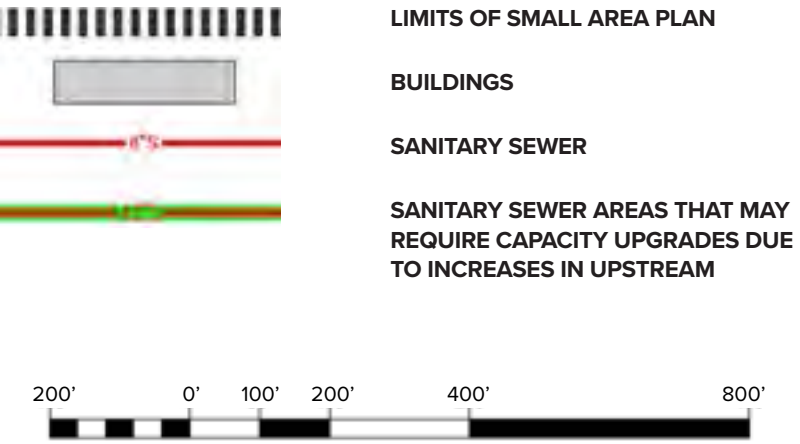 LIMITS OF SMALL AREA PLAN
BUILDINGS
SANITARY SEWER
SANITARY SEWER AREAS THAT MAY
REQUIRE CAPACITY UPGRADES DUE
TO INCREASES IN UPSTREAM
200’ 0’ 100’ 200’ 400’ 800’